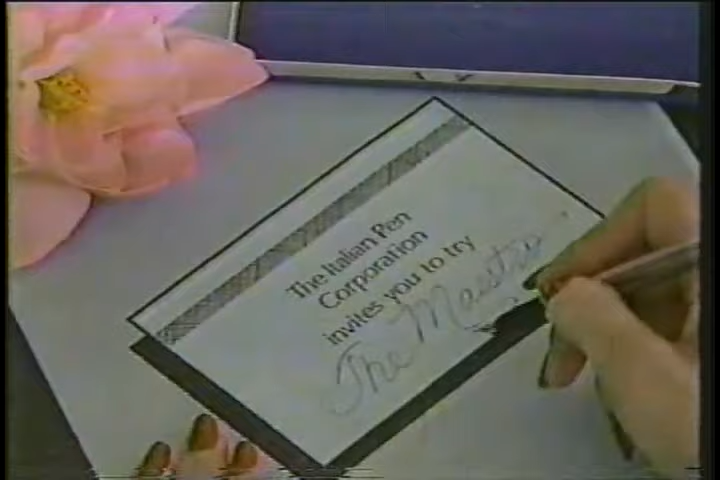 The Italian Pen
Corporation
invites you to try
The Maestro